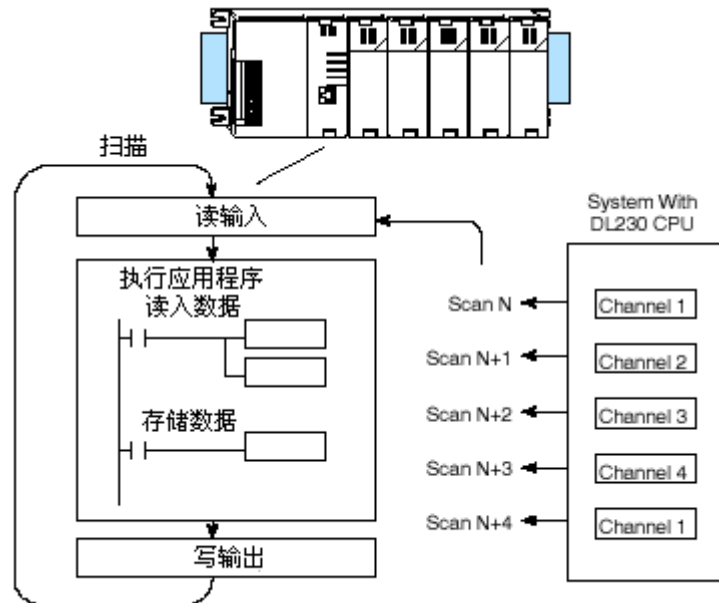 扫描
读输入
执行应用程序
读入数据
存储数据
写输出
System With
DL230 CPU
Scan N
Channel 1
Scan N+1
Channel 2
Scan N+2
Channel 3
Scan N+3
Channel 4
Scan N+4
Channel 1